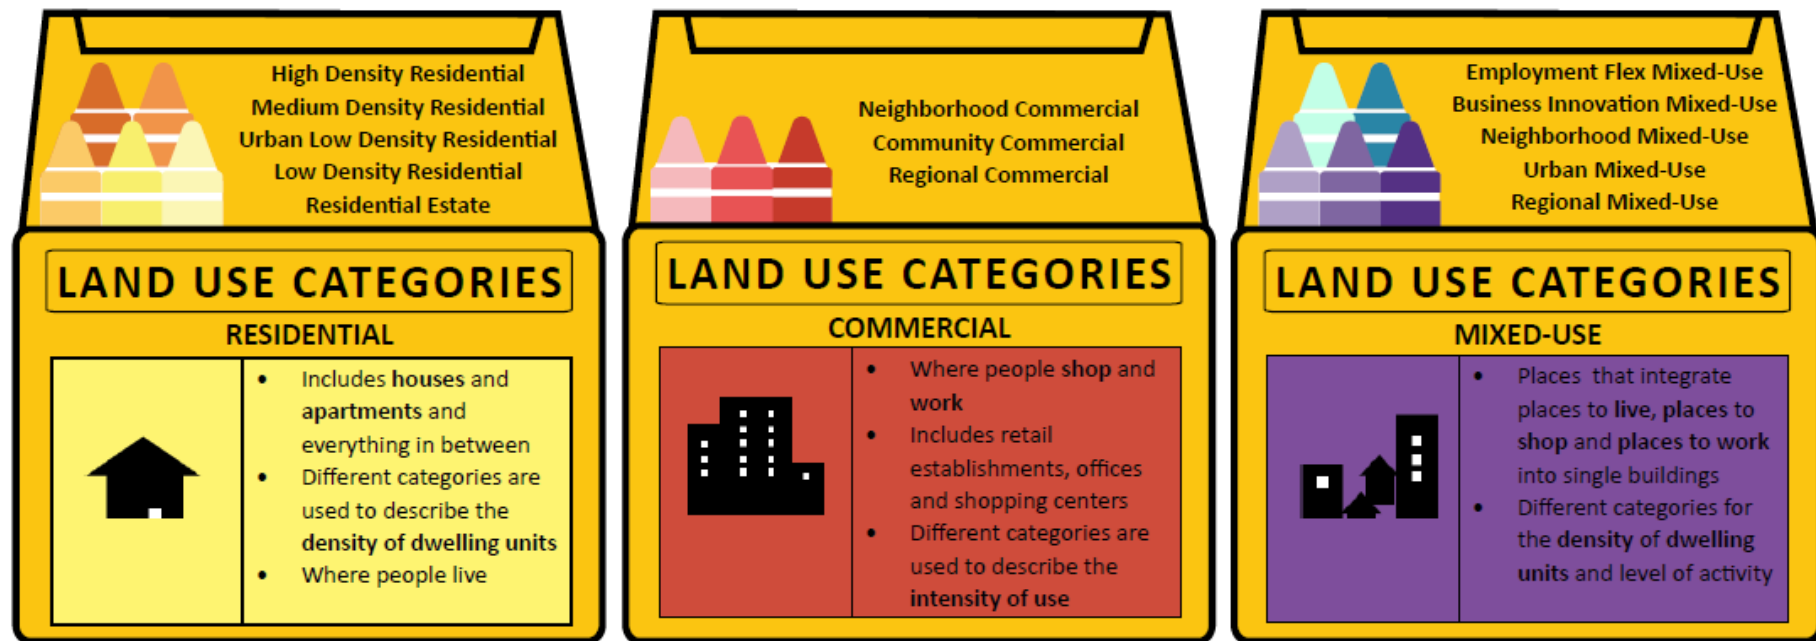 High Density Residential
Medium Density Residential
Urban Low Density Residential
Low Density Residential
Residential Estate
LAND USE CATEGORIES
RESIDENTIAL
• Includes houses and
apartments and
everything in between
• Different categories are
used to describe the
density of dwelling units
• Where people live
Neighborhood Commercial
Community Commercial
Regional Commercial
LAND USE CATEGORIES
COMMERCIAL
• Where people shop and
work
• Includes retail
establishments, offices
and shopping centers
• Different categories are
used to describe the
intensity of use
Employment Flex Mixed-Use
Business Innovation Mixed-Use
Neighborhood Mixed-Use
Urban Mixed-Use
Regional Mixed-Use
LAND USE CATEGORIES
MIXED-USE
• Places that integrate
places to live, places to
shop and places to work
into single buildings
• Different categories for
the density of dwelling
units and level of activity